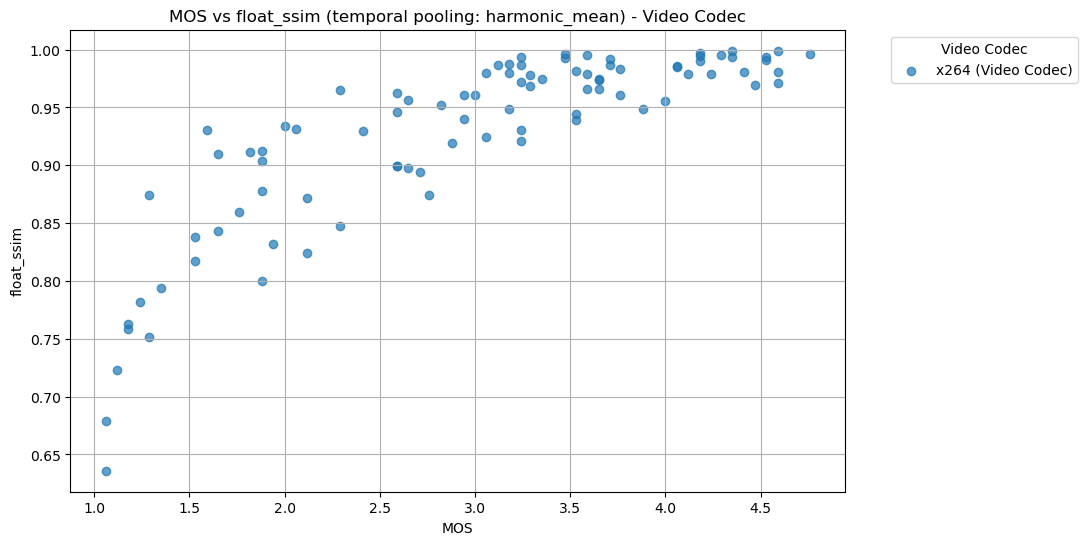 MOS vs float_ssim (temporal pooling: harmonic_mean) - Video Codec
Video Codec
x264 (Video Codec)
float_ssim
1.00
0.95
0.90
0.85
0.80
0.75
0.70
0.65
1.0 1.5 2.0 2.5 3.0 3.5 4.0 4.5
MOS